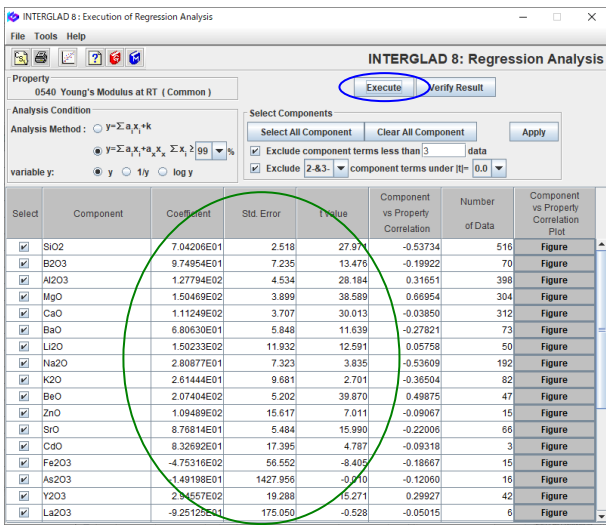 INTERGLAD 8 : Execution of Regression Analysis
File Tools Help
INTERGLAD 8: Regression Analysis
Property
0540 Young's Modulus at RT ( Common )
Execute
Verify Result
Analysis Condition
Analysis Method : y=Σaixi+k
y=Σaixi+axxx Σxi ≥ 99 %
variable y: y 1/y log y
Select Components
Select All Component Clear All Component Apply
Exclude component terms less than 3 data
Exclude 2-&3- component terms under |t|= 0.0
Select Component Coefficient Std. Error t Value Component vs Property Correlation Number of Data Component vs Property Correlation Plot
SiO2 7.04206E01 2.518 27.971 -0.53734 516 Figure
B2O3 9.74954E01 7.235 13.476 -0.19922 70 Figure
Al2O3 1.27794E02 4.534 28.184 0.31651 398 Figure
MgO 1.50469E02 3.899 38.589 0.66954 304 Figure
CaO 1.11249E02 3.707 30.013 -0.03850 312 Figure
BaO 6.80630E01 5.848 11.639 -0.27821 73 Figure
Li2O 1.50233E02 11.932 12.591 0.05758 50 Figure
Na2O 2.80877E01 7.323 3.835 -0.53609 192 Figure
K2O 2.61444E01 9.681 2.701 -0.36504 82 Figure
BeO 2.07404E02 5.202 39.870 0.49875 47 Figure
ZnO 1.09489E02 15.617 7.011 -0.09067 15 Figure
SrO 8.76814E01 5.484 15.990 -0.22006 66 Figure
CdO 8.32692E01 17.395 4.787 -0.09318 3 Figure
Fe2O3 -4.75316E02 56.552 -8.405 -0.18667 15 Figure
As2O3 -1.49198E01 1427.956 -0.010 -0.12060 16 Figure
Y2O3 2.94557E02 19.288 15.271 0.29927 42 Figure
La2O3 -9.25125E01 175.050 -0.528 -0.05015 6 Figure